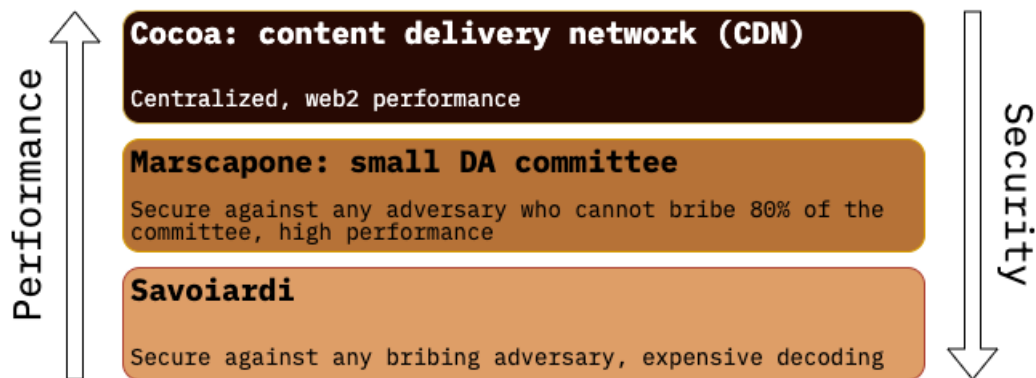 Performance
Cocoa: content delivery network (CDN)
Centralized, web2 performance
Marscapone: small DA committee
Secure against any adversary who cannot bribe 80% of the
committee, high performance
Savoiardi
Secure against any bribing adversary, expensive decoding
Security